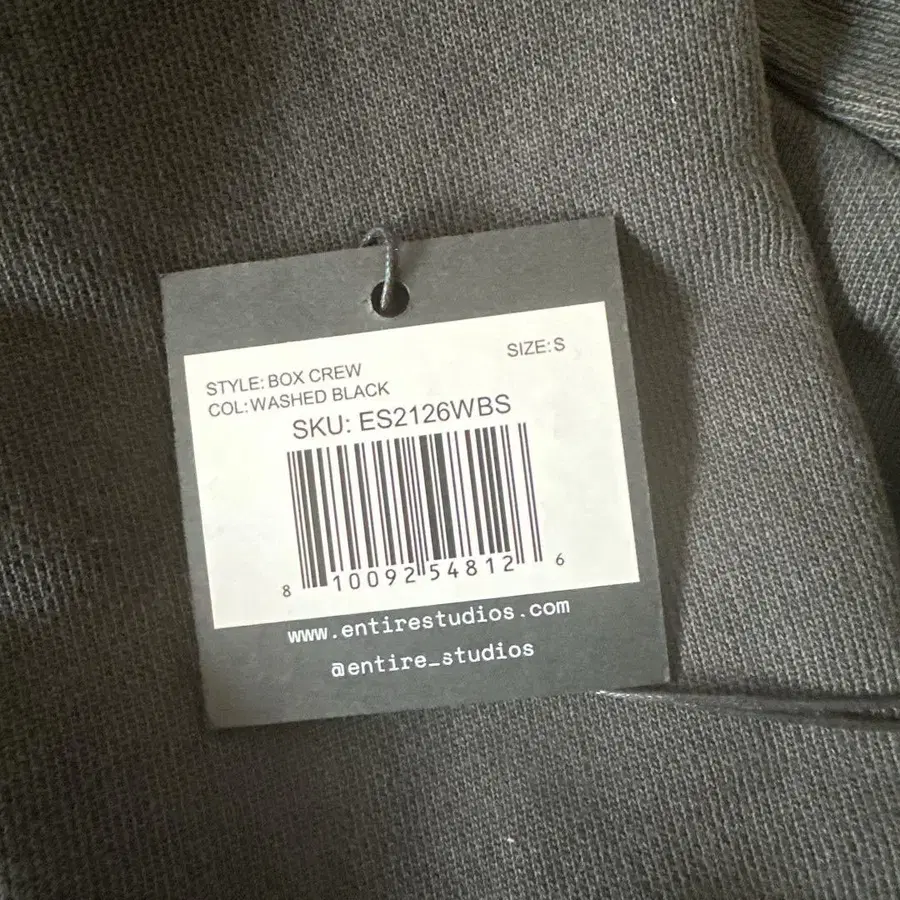 SIZE: S
STYLE: BOX CREW
COL: WASHED BLACK
SKU: ES2126WBS
8 10092 54812 6
www.entirestudios.com
@entire_studios